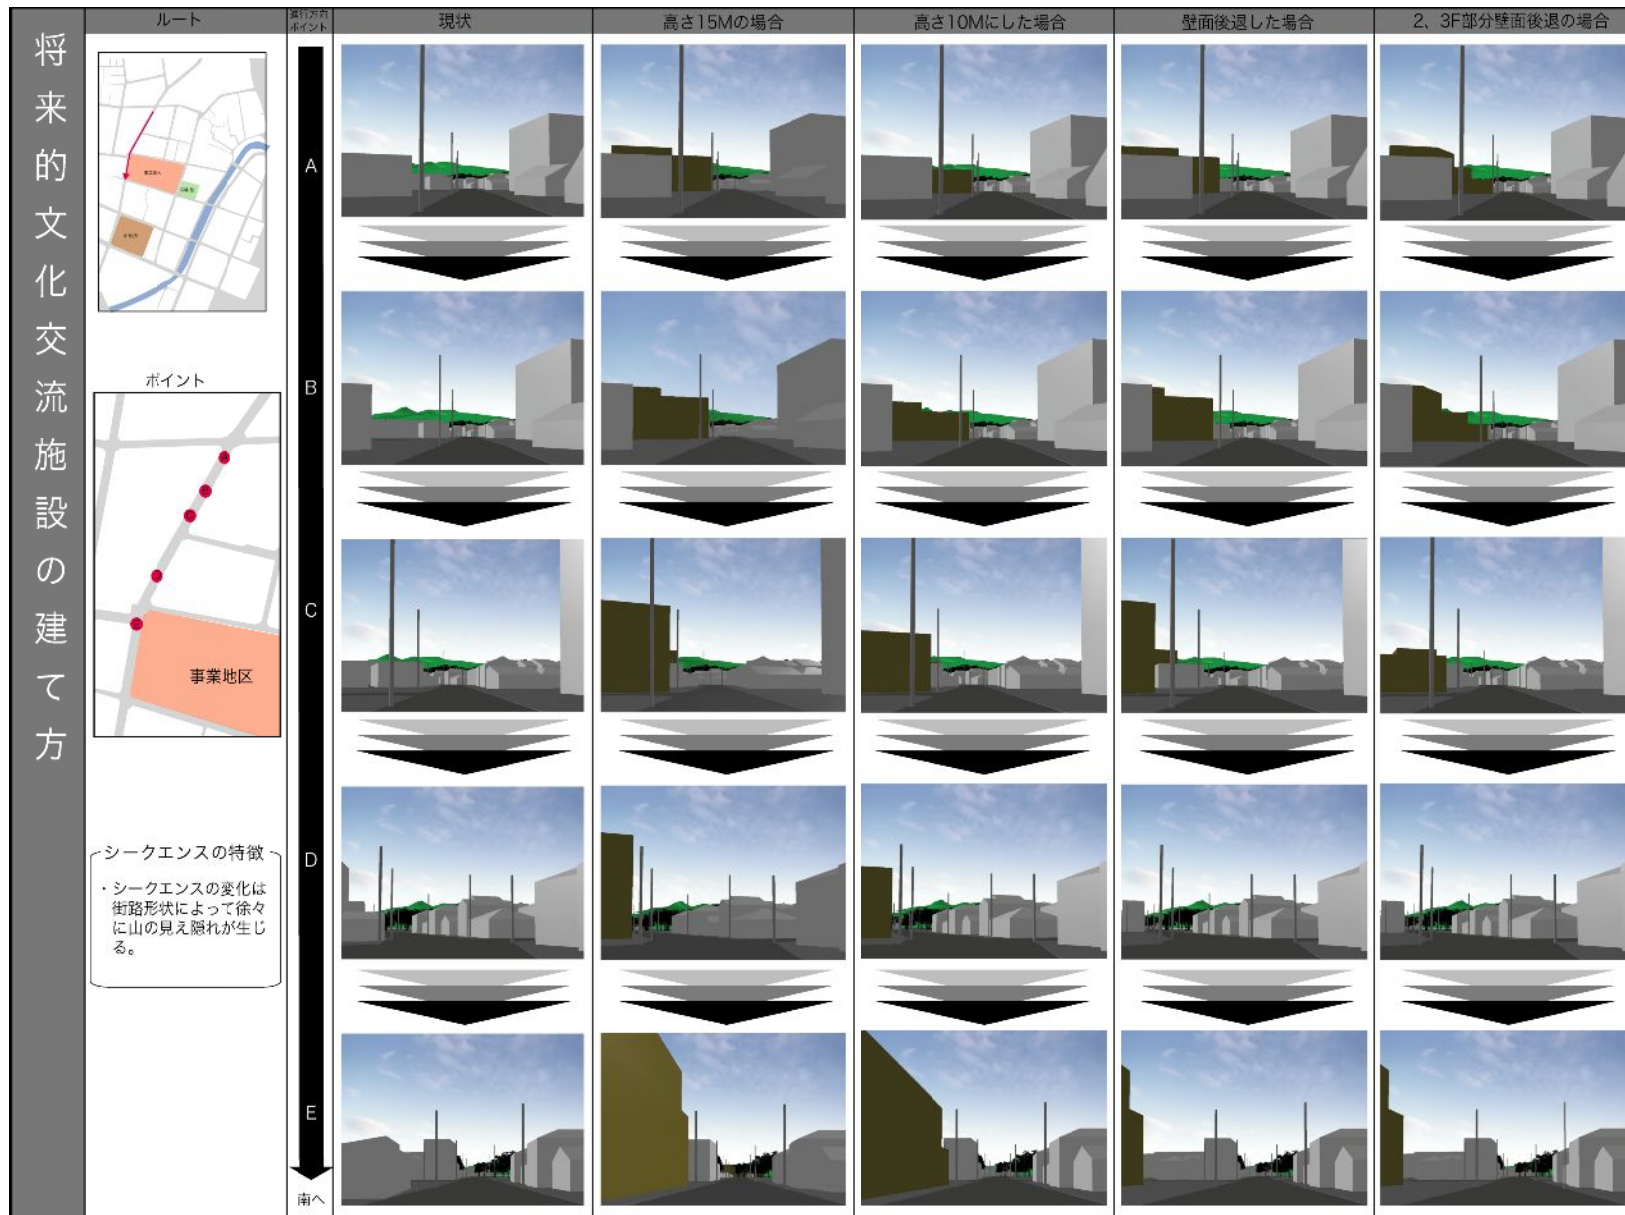 将来的文化交流施設の建て方
ルート
進行方向
ポイント
現状
高さ15Mの場合
高さ10Mにした場合
壁面後退した場合
2、3F部分壁面後退の場合
A
B
C
D
E
南へ
ポイント
事業地区
シークエンスの特徴
・シークエンスの変化は
街路形状によって徐々
に山の見え隠れが生じ
る。